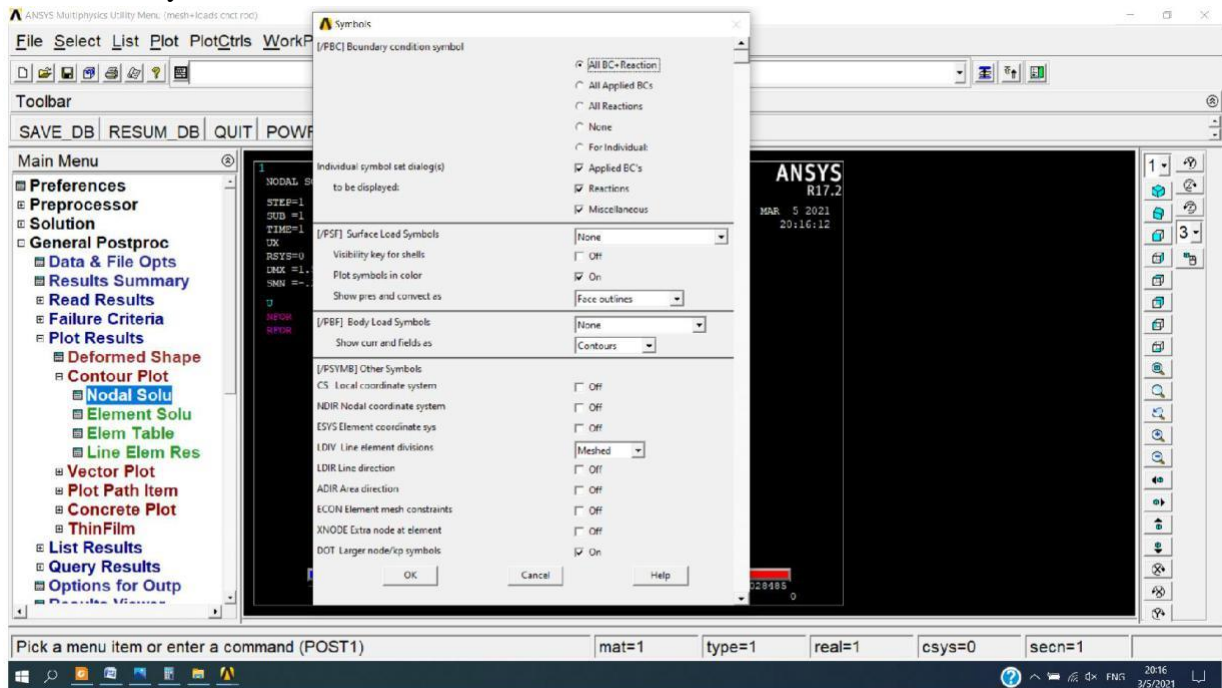 ANSYS Multiphysics Utility Menu (mesh+loads cnct rod)
Symbols
File Select List Plot PlotCtrls WorkP
[/PBC] Boundary condition symbol
All BC+Reaction
All Applied BCs
All Reactions
None
For Individual:
Toolbar
SAVE_DB RESUM_DB QUIT POWR
Individual symbol set dialog(s)
to be displayed:
Applied BC's
Reactions
Miscellaneous
[/PSF] Surface Load Symbols None
Visibility key for shells Off
Plot symbols in color On
Show pres and convect as Face outlines
[/PBF] Body Load Symbols None
Show curr and fields as Contours
[/PSYMB] Other Symbols
CS Local coordinate system Off
NDIR Nodal coordinate system Off
ESYS Element coordinate sys Off
LDIV Line element divisions Meshed
LDIR Line direction Off
ADIR Area direction Off
ECON Element mesh constraints Off
XNODE Extra node at element Off
DOT Larger node/kp symbols On
OK Cancel Help
Main Menu
Preferences
Preprocessor
Solution
General Postproc
Data & File Opts
Results Summary
Read Results
Failure Criteria
Plot Results
Deformed Shape
Contour Plot
Nodal Solu
Element Solu
Elem Table
Line Elem Res
Vector Plot
Plot Path Item
Concrete Plot
ThinFilm
List Results
Query Results
Options for Outp
Results Viewer
1
NODAL S
STEP=1
SUB =1
TIME=1
UX
RSYS=0
DMX =1.
SMN =-.
U
NFOR
RFOR
ANSYS
R17.2
MAR 5 2021
20:16:12
028485
0
1
3
Pick a menu item or enter a command (POST1) mat=1 type=1 real=1 csys=0 secn=1
ENG
20:16
3/5/2021